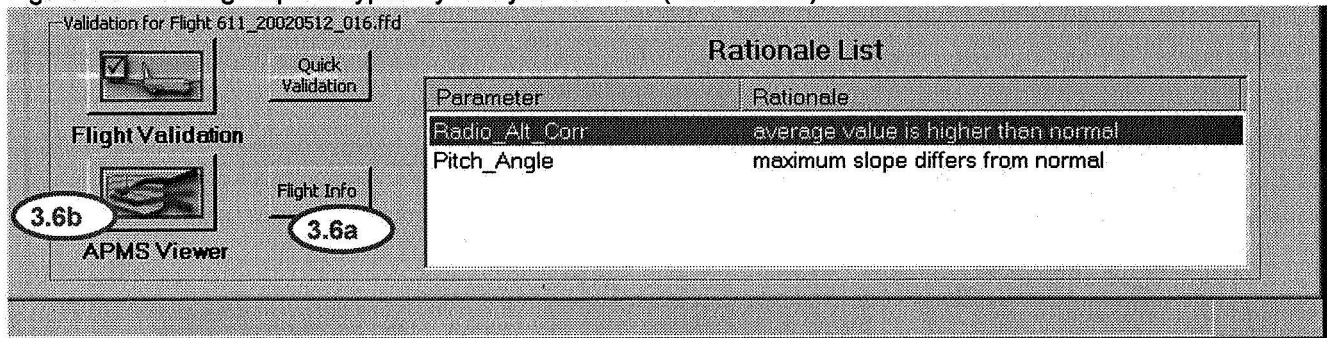 Validation for Flight 611_20020512_016.ffd
Quick
Validation
Flight Validation
Flight Info
3.6b
3.6a
APMS Viewer
Rationale List
Parameter Rationale
Radio_Alt_Corr average value is higher than normal
Pitch_Angle maximum slope differs from normal